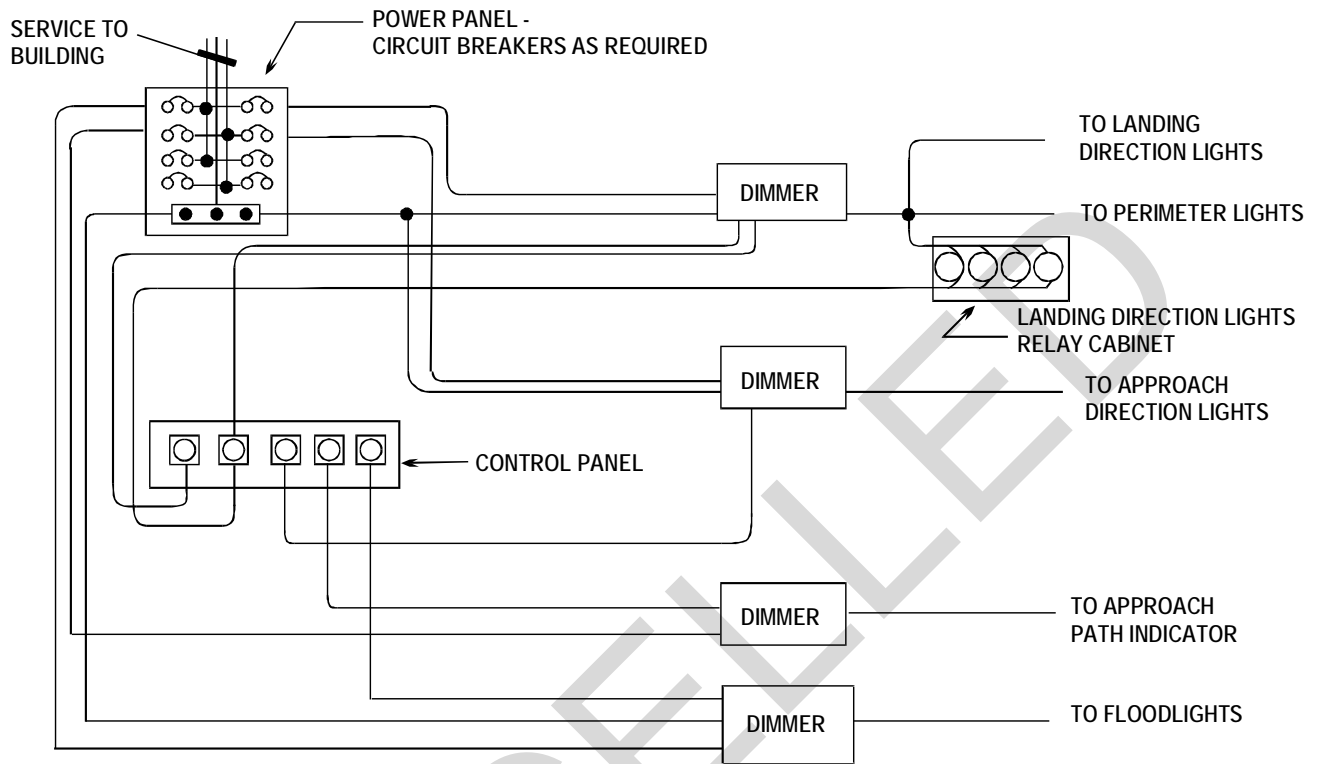 SERVICE TO
BUILDING
POWER PANEL -
CIRCUIT BREAKERS AS REQUIRED
TO LANDING
DIRECTION LIGHTS
DIMMER
TO PERIMETER LIGHTS
LANDING DIRECTION LIGHTS
RELAY CABINET
DIMMER
TO APPROACH
DIRECTION LIGHTS
CONTROL PANEL
DIMMER
TO APPROACH
PATH INDICATOR
DIMMER
TO FLOODLIGHTS
CELLED